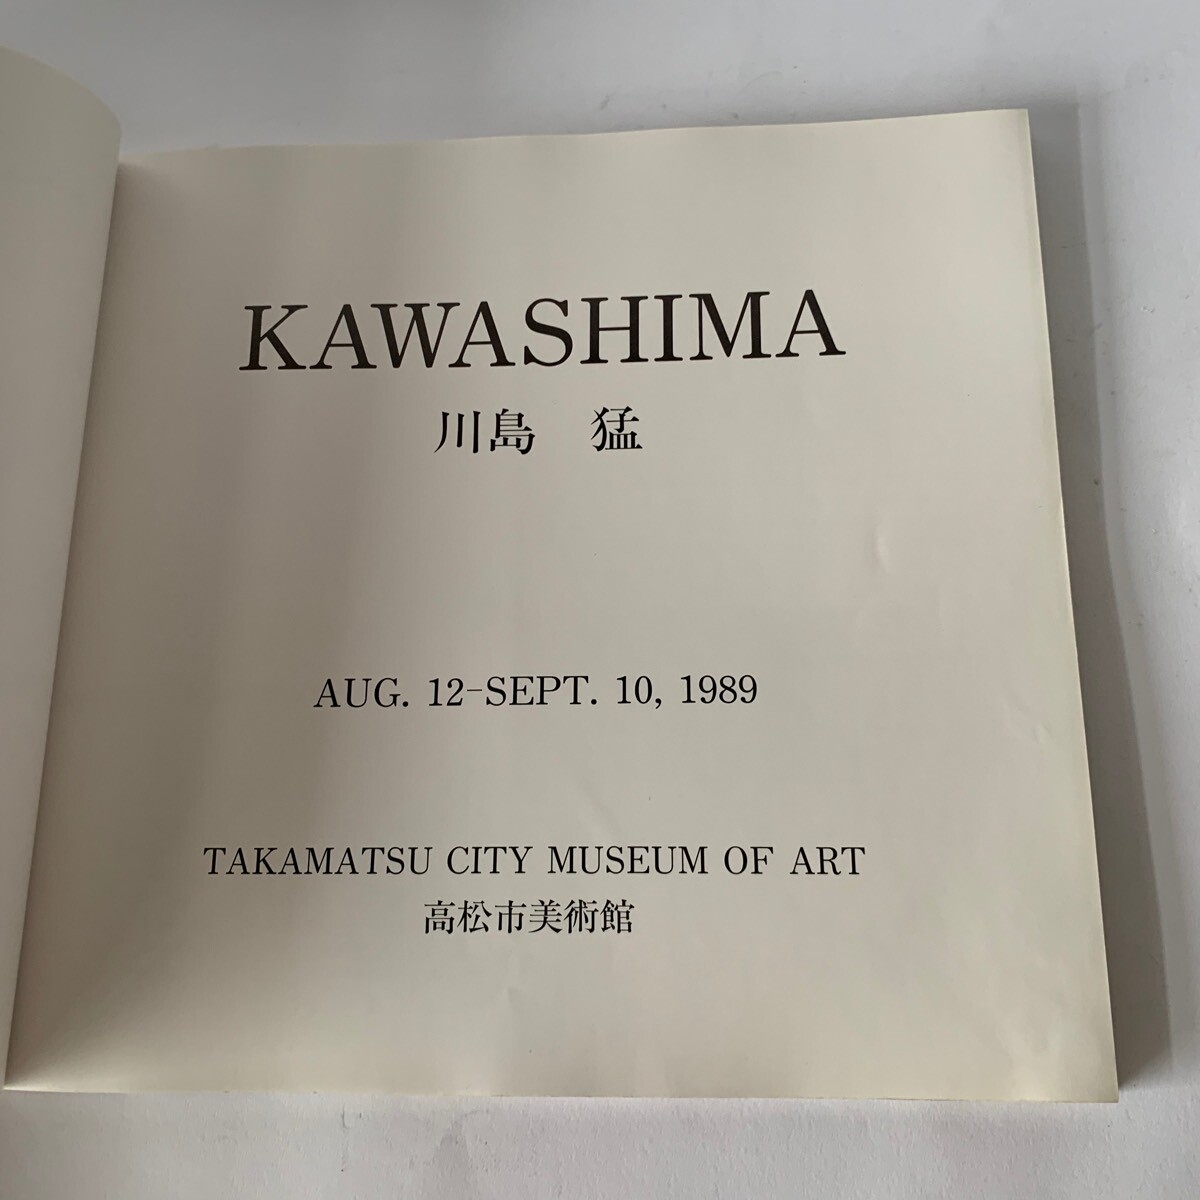 KAWASHIMA
川島　猛
AUG. 12-SEPT. 10, 1989
TAKAMATSU CITY MUSEUM OF ART
高松市美術館